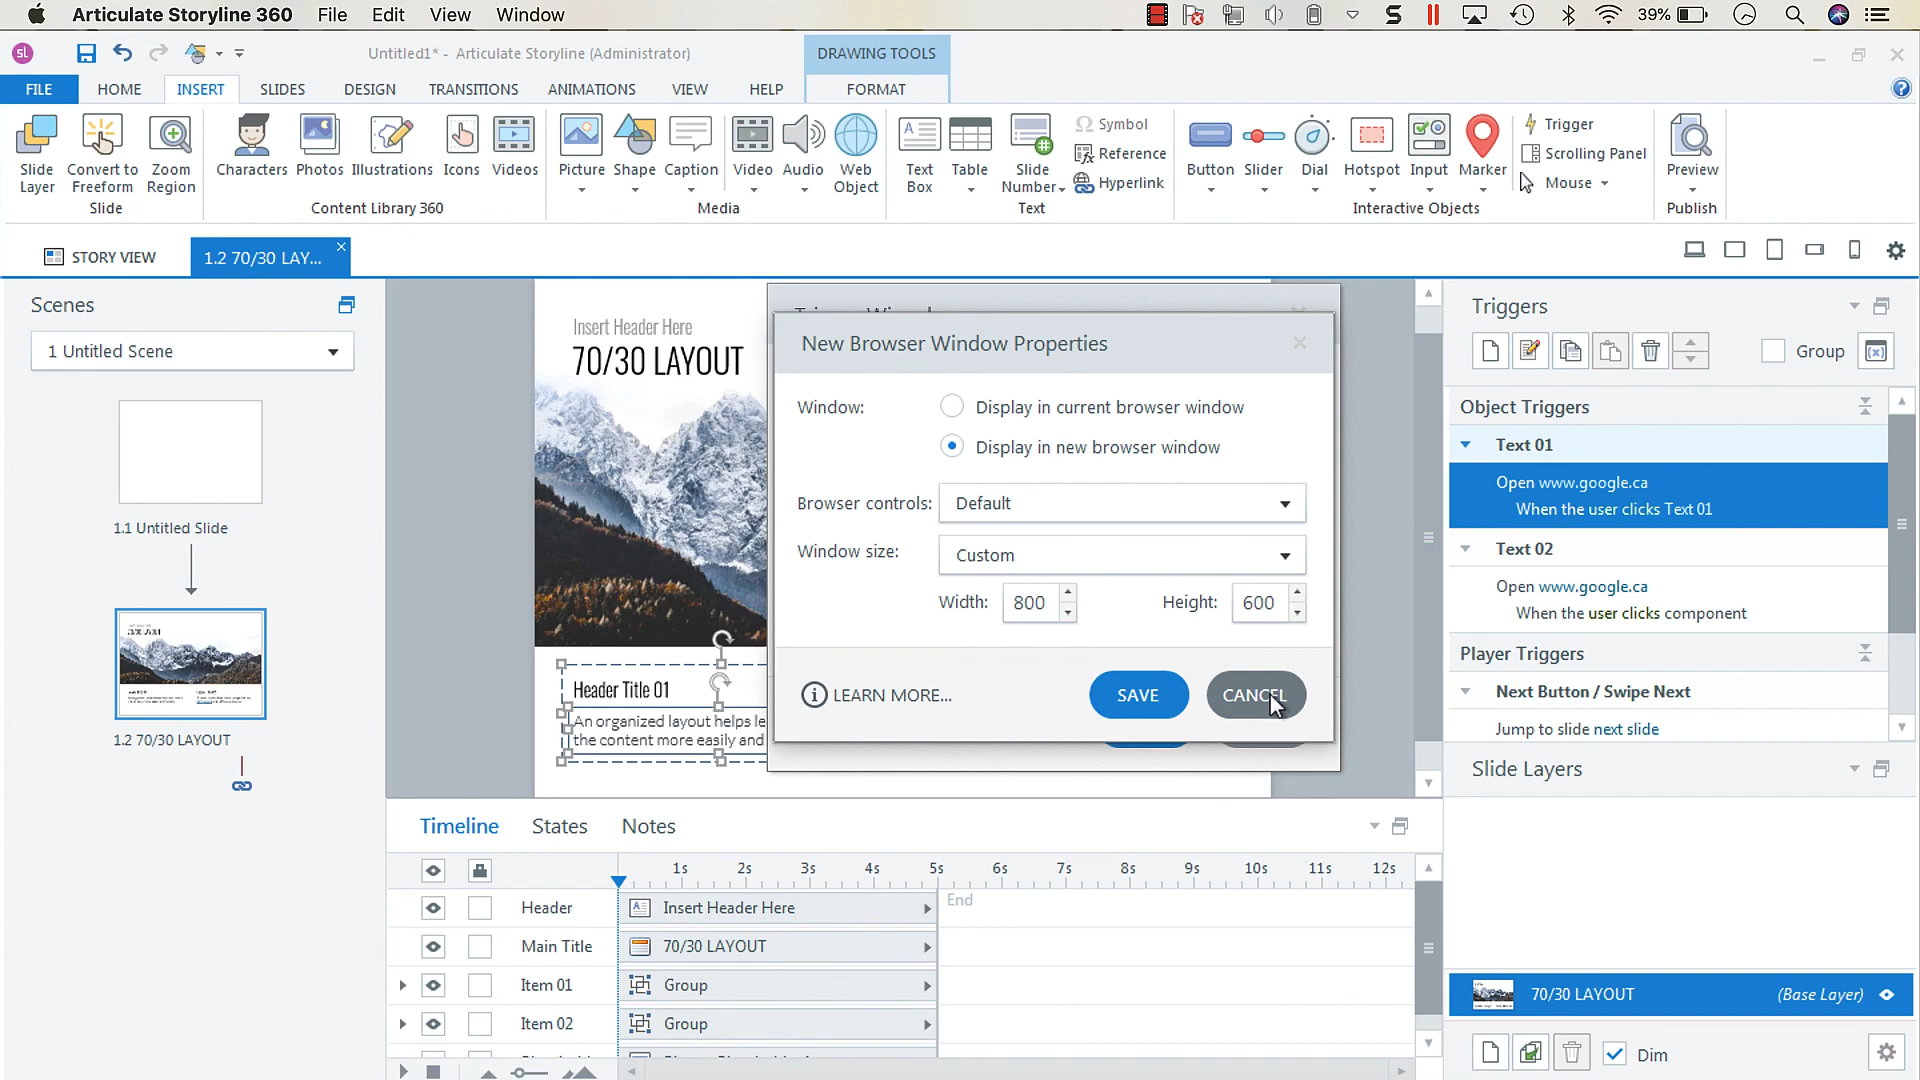 Articulate Storyline 360 File Edit View Window 39%
sL Untitled1* - Articulate Storyline (Administrator) DRAWING TOOLS
FILE HOME INSERT SLIDES DESIGN TRANSITIONS ANIMATIONS VIEW HELP FORMAT
Slide Layer
Convert to Freeform
Zoom Region
Slide
Characters Photos Illustrations Icons Videos
Content Library 360
Picture Shape Caption Video Audio Web Object
Media
Text Box
Table
Slide Number
Symbol
Reference
Hyperlink
Text
Button Slider Dial Hotspot Input Marker
Trigger
Scrolling Panel
Mouse
Interactive Objects
Preview
Publish
STORY VIEW 1.2 70/30 LAY...
Scenes
1 Untitled Scene
1.1 Untitled Slide
1.2 70/30 LAYOUT
Insert Header Here
70/30 LAYOUT
Header Title 01
An organized layout helps le
the content more easily and
New Browser Window Properties
Window: Display in current browser window
Display in new browser window
Browser controls: Default
Window size: Custom
Width: 800 Height: 600
LEARN MORE... SAVE CANCEL
Triggers
Group
Object Triggers
Text 01
Open www.google.ca
When the user clicks Text 01
Text 02
Open www.google.ca
When the user clicks component
Player Triggers
Next Button / Swipe Next
Jump to slide next slide
Slide Layers
70/30 LAYOUT (Base Layer)
Dim
Timeline States Notes
1s 2s 3s 4s 5s 6s 7s 8s 9s 10s 11s 12s
Header Insert Header Here End
Main Title 70/30 LAYOUT
Item 01 Group
Item 02 Group